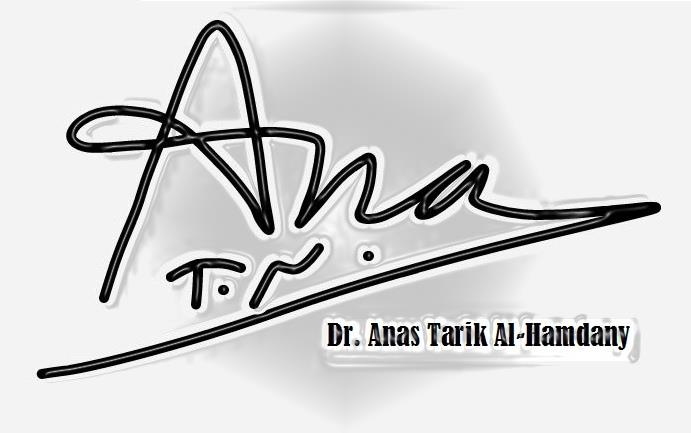 Ana
T. N.
Dr. Anas Tarik Al-Hamdany